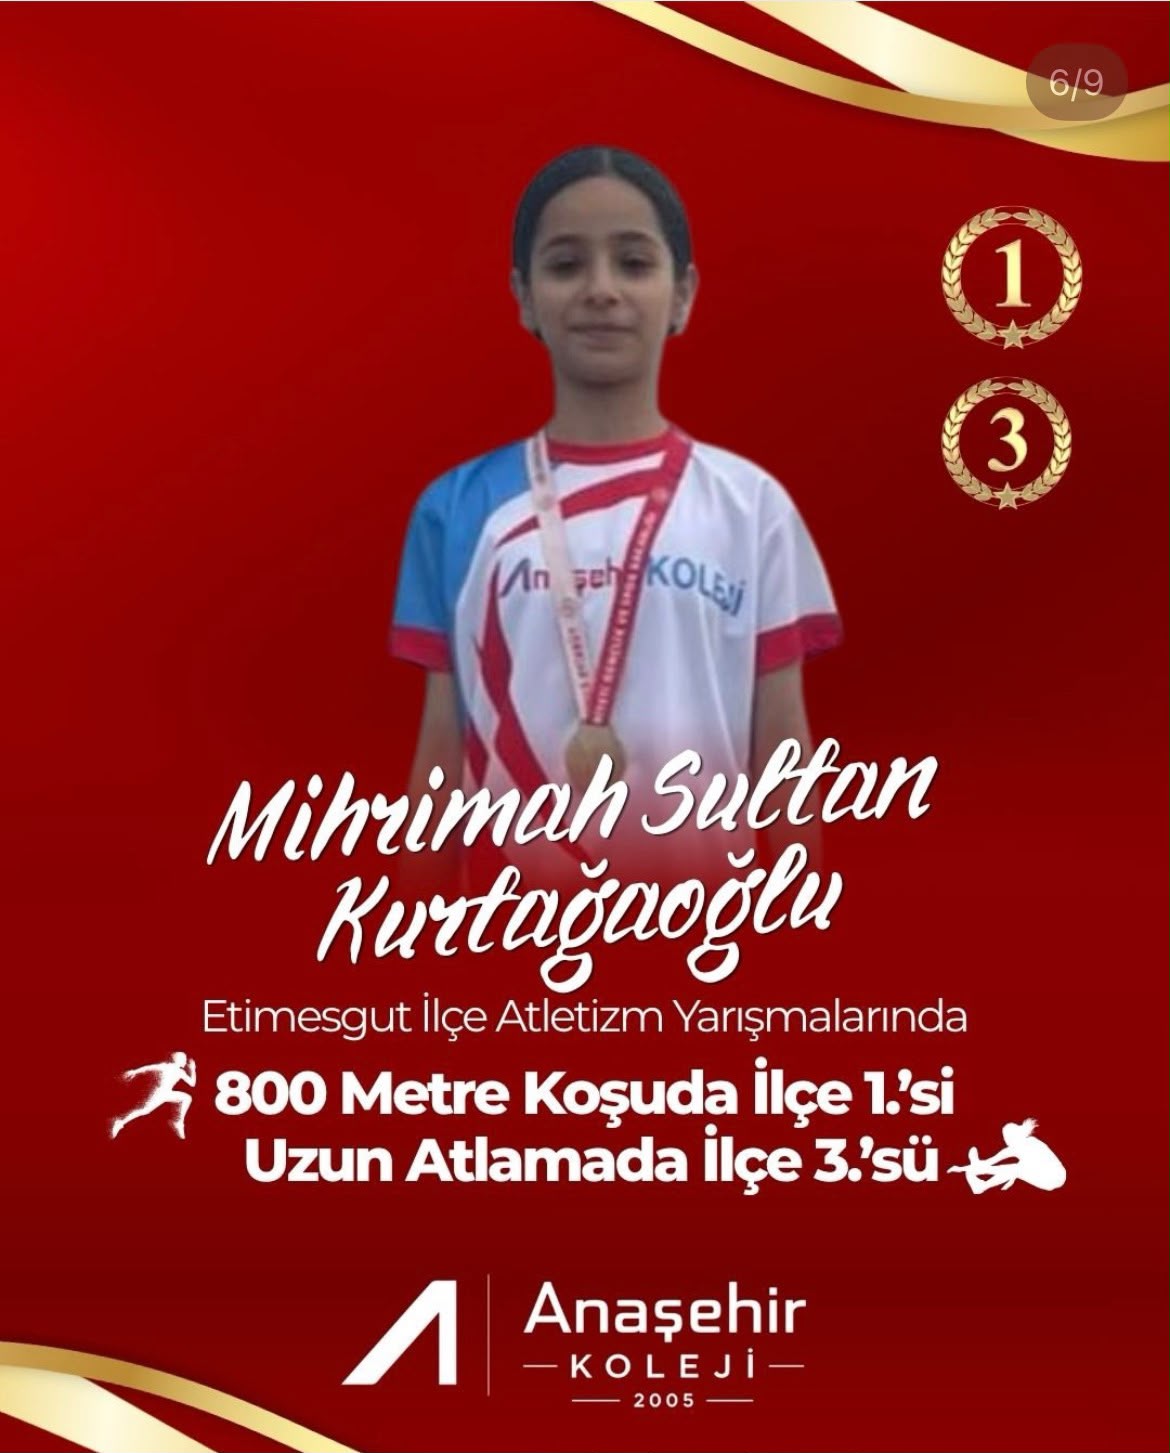 6/9
1
3
Anaşehir KOLEJİ
Mihrimah Sultan
Kurtağaoğlu
Etimesgut İlçe Atletizm Yarışmalarında
800 Metre Koşuda İlçe 1.'si
Uzun Atlamada İlçe 3.'sü
Anaşehir
KOLEJİ
2005